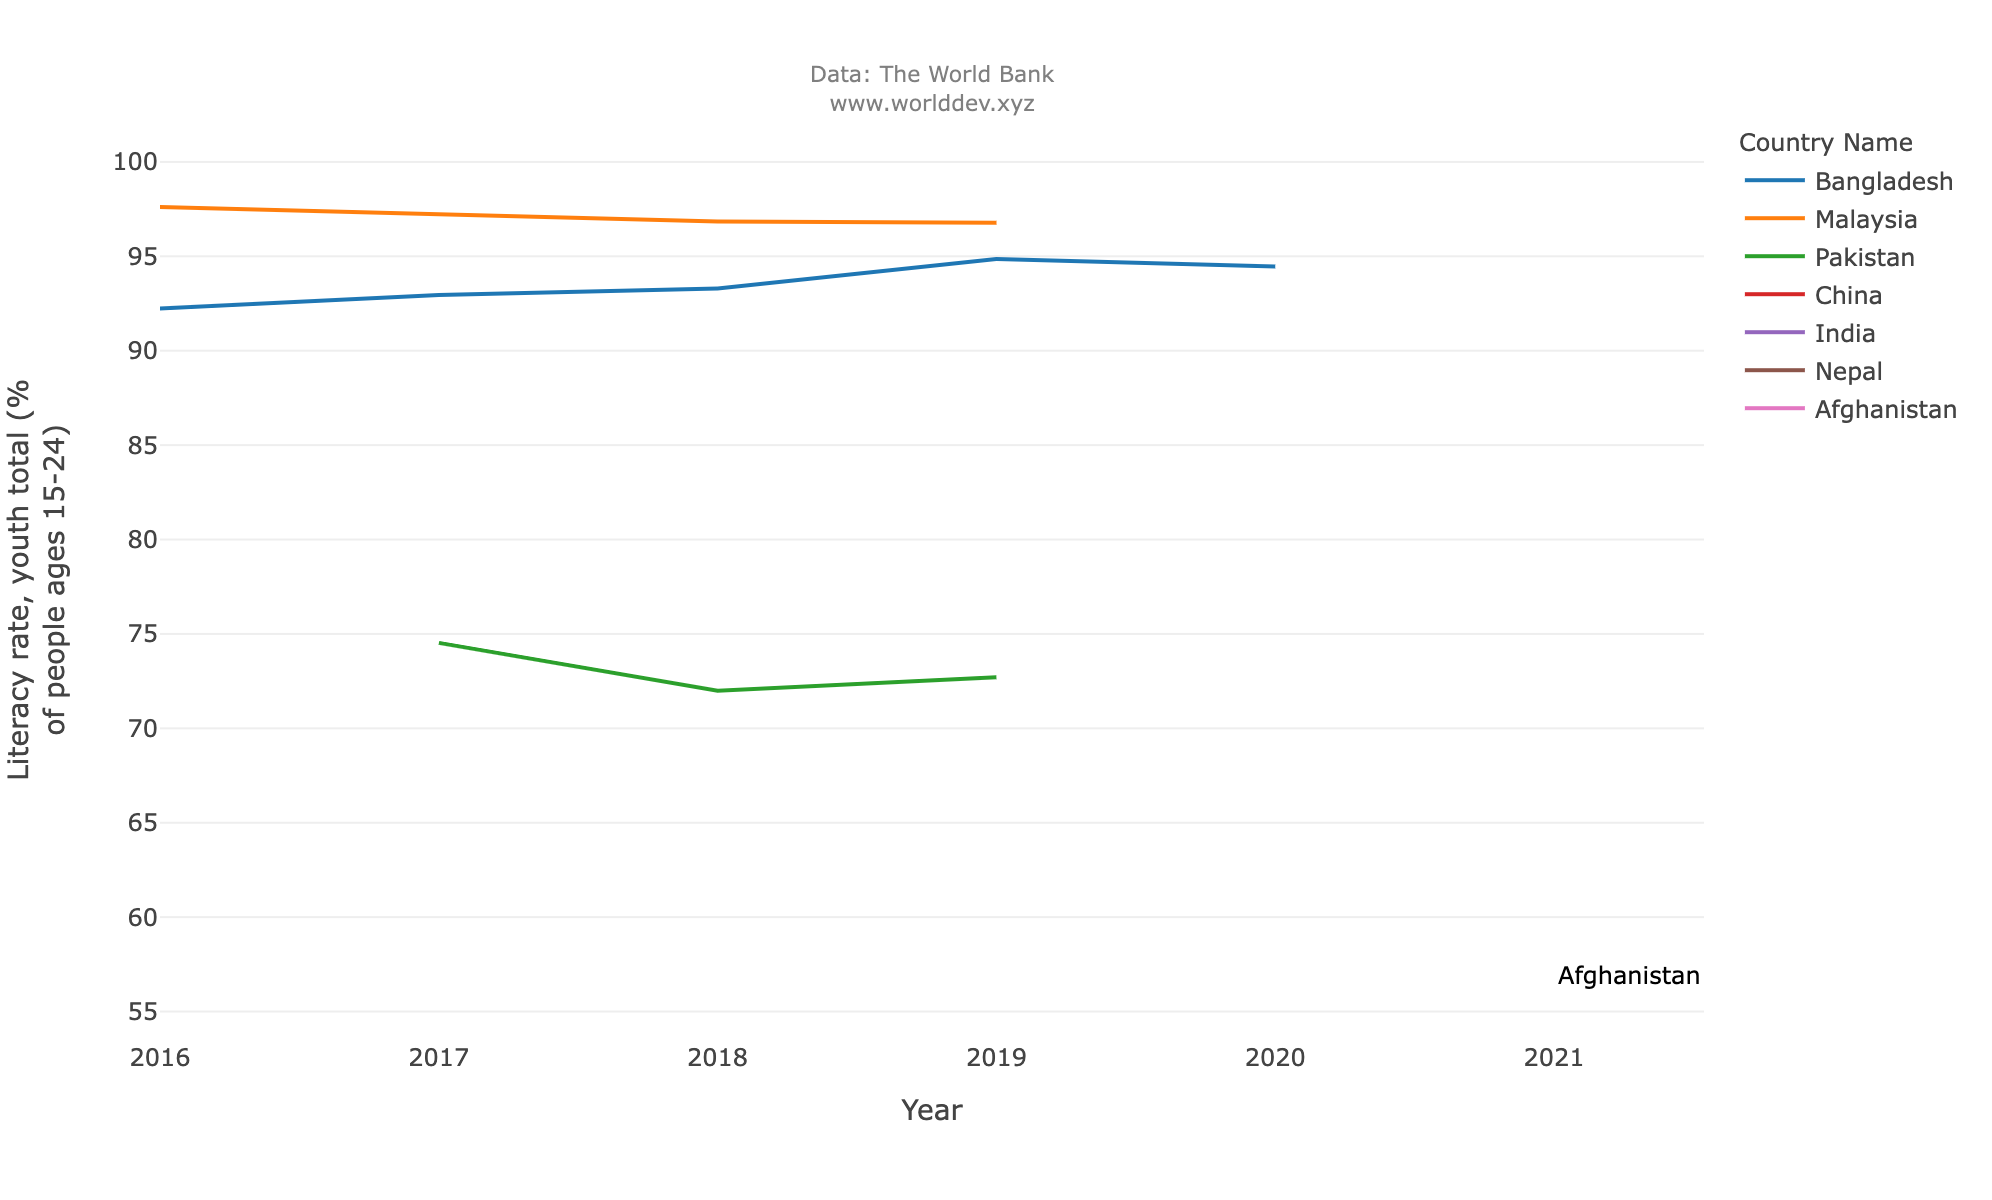 Data: The World Bank
www.worlddev.xyz
Country Name
Bangladesh
Malaysia
Pakistan
China
India
Nepal
Afghanistan
Literacy rate, youth total (%
of people ages 15-24)
100
95
90
85
80
75
70
65
60
55
Afghanistan
2016
2017
2018
2019
2020
2021
Year